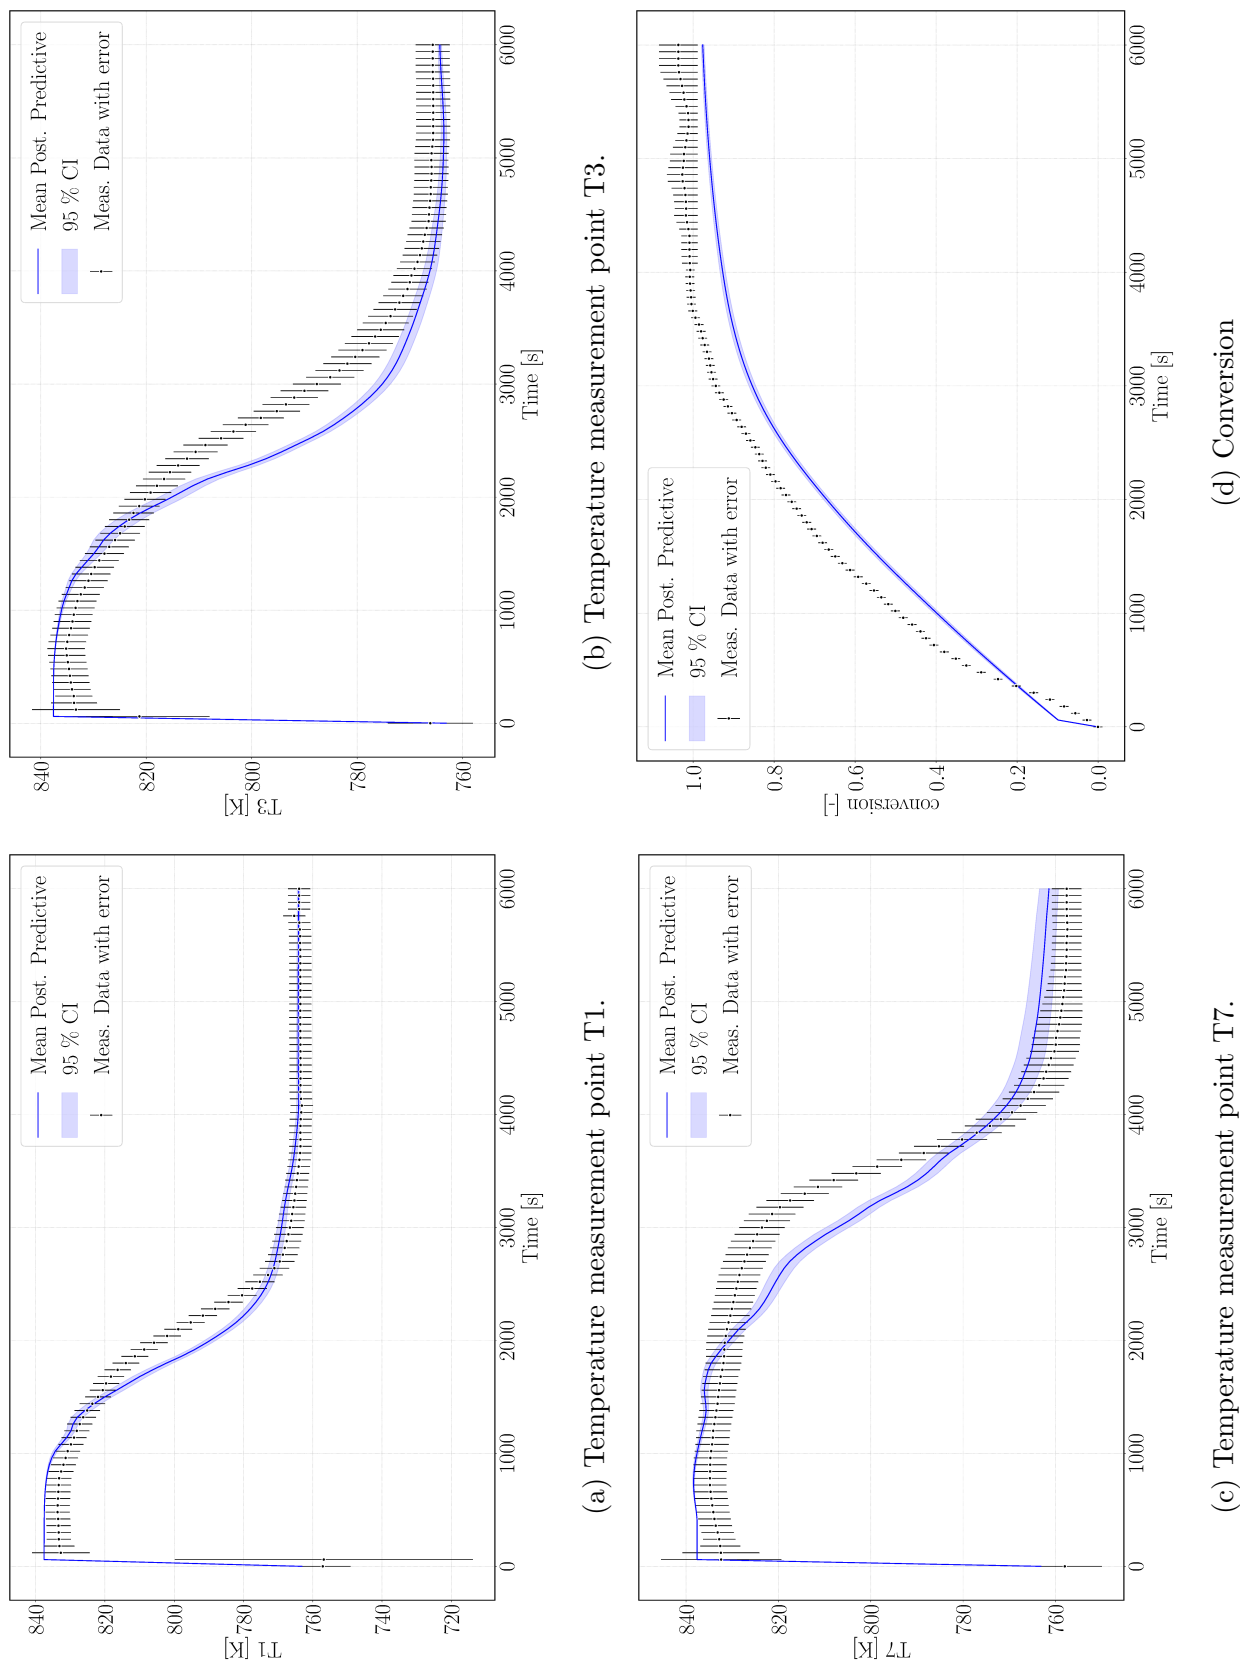 840
820
800
780
760
740
720
T1 [K]
0
1000
2000
3000
4000
5000
6000
Time [s]
Mean Post. Predictive
95 % CI
Meas. Data with error
(a) Temperature measurement point T1.
840
820
800
780
760
T3 [K]
0
1000
2000
3000
4000
5000
6000
Time [s]
Mean Post. Predictive
95 % CI
Meas. Data with error
(b) Temperature measurement point T3.
840
820
800
780
760
T7 [K]
0
1000
2000
3000
4000
5000
6000
Time [s]
Mean Post. Predictive
95 % CI
Meas. Data with error
(c) Temperature measurement point T7.
1.0
0.8
0.6
0.4
0.2
0.0
conversion [-]
0
1000
2000
3000
4000
5000
6000
Time [s]
Mean Post. Predictive
95 % CI
Meas. Data with error
(d) Conversion